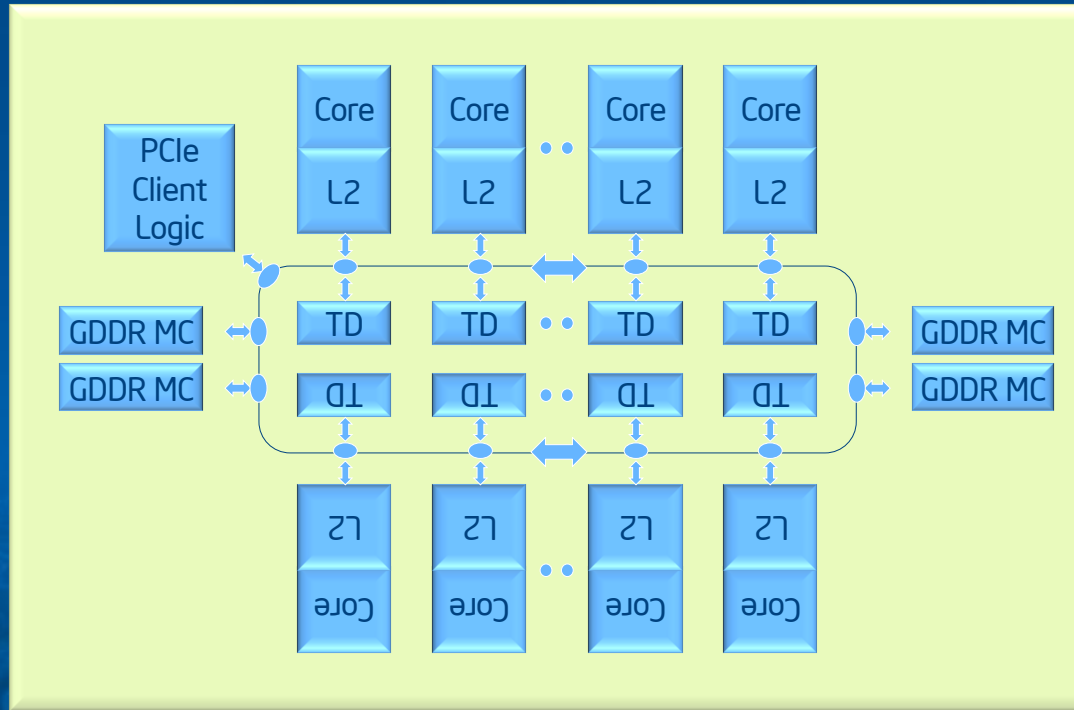 Core Core Core Core
PCIe
Client
Logic
L2 L2 L2 L2
GDDR MC TD TD TD TD GDDR MC
GDDR MC TD TD TD TD GDDR MC
L2 L2 L2 L2
Core Core Core Core